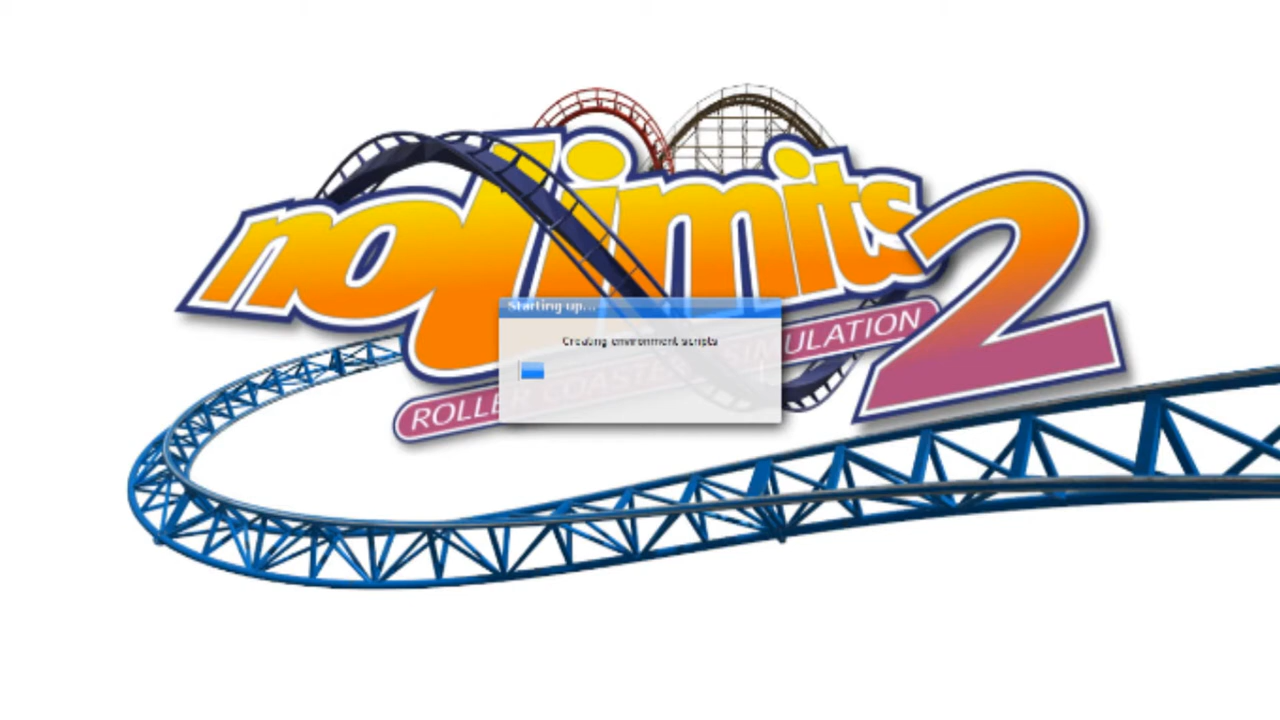 noLimits 2
ROLLER COASTER SIMULATION
Starting up...
Creating environment scripts